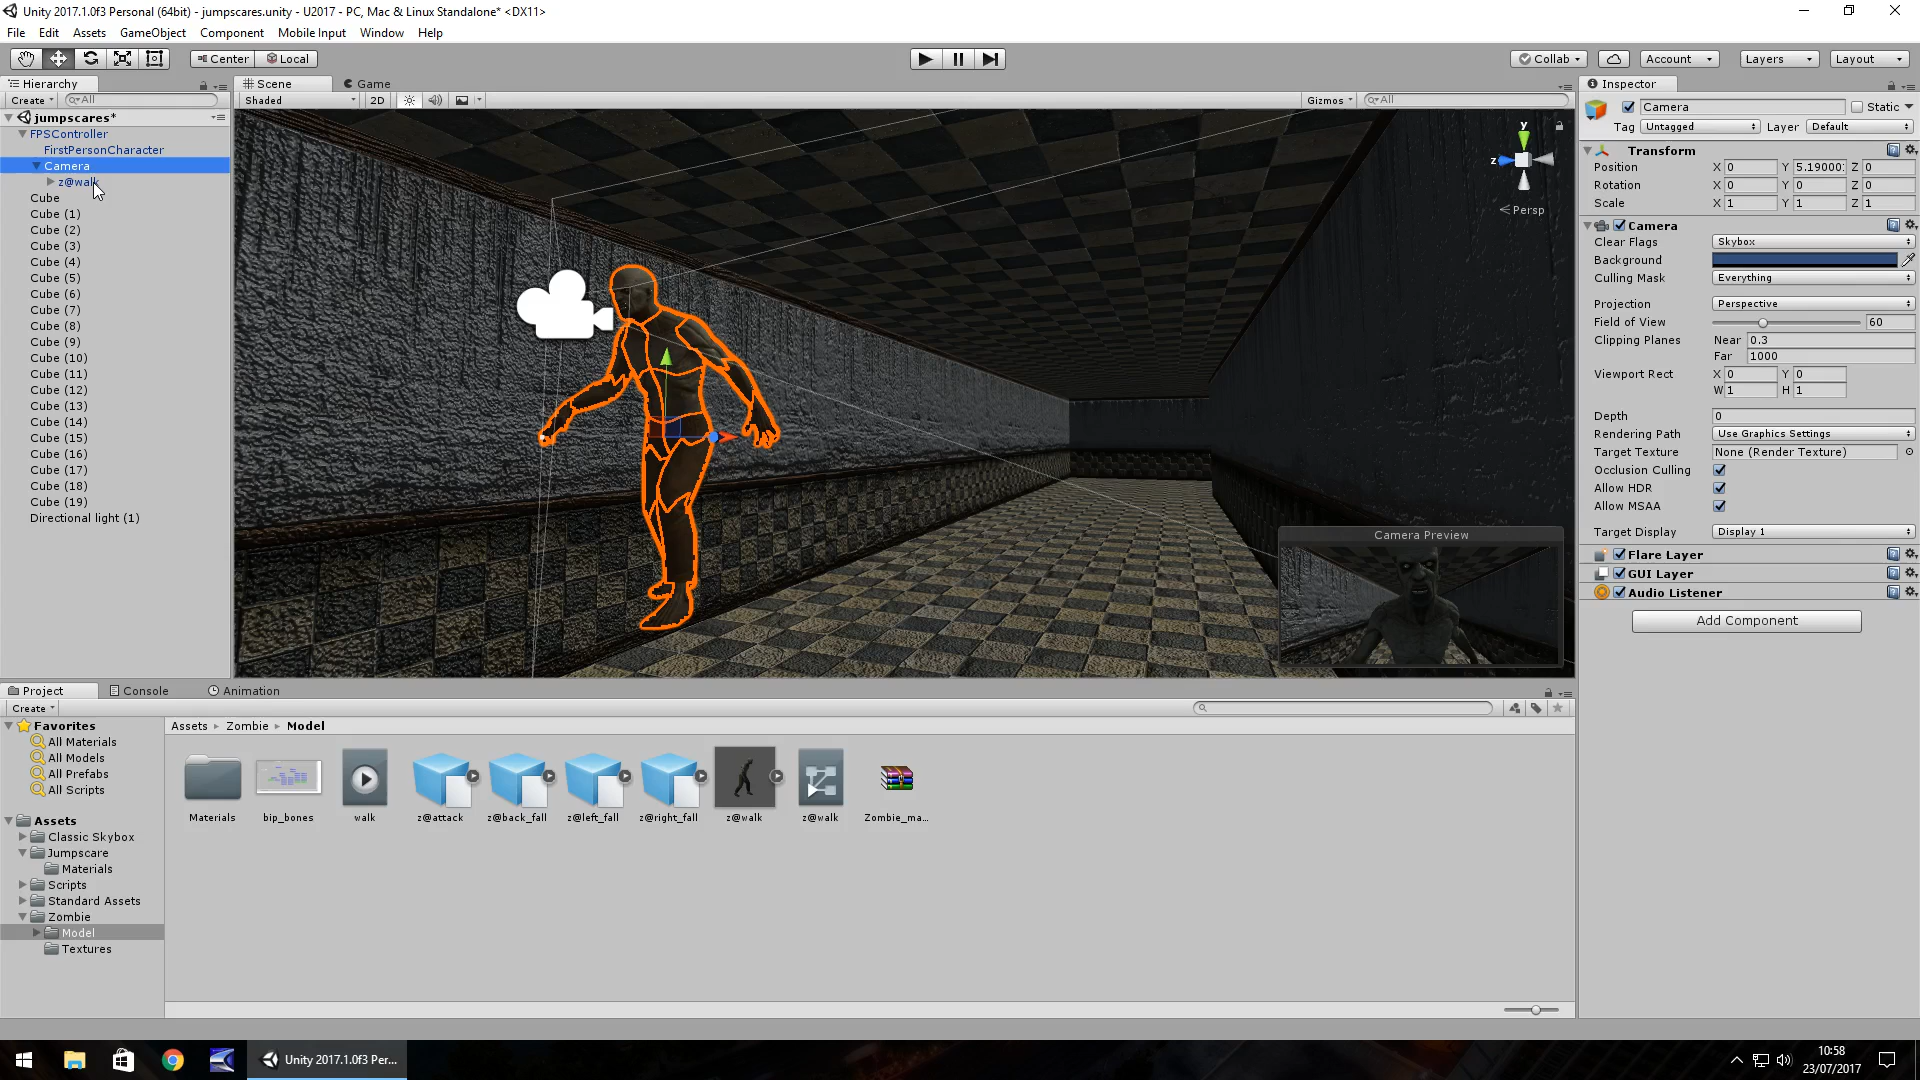 Unity 2017.1.0f3 Personal (64bit) - jumpscares.unity - U2017 - PC, Mac & Linux Standalone* <DX11>
File Edit Assets GameObject Component Mobile Input Window Help
Center Local Collab Account Layers Layout
Hierarchy Scene Game Inspector
Create All Shaded 2D Gizmos All
Camera Static
jumpscares*
Tag Untagged Layer Default
FPSController
FirstPersonCharacter
Camera
z@walk
Cube
Cube (1)
Cube (2)
Cube (3)
Cube (4)
Cube (5)
Cube (6)
Cube (7)
Cube (8)
Cube (9)
Cube (10)
Cube (11)
Cube (12)
Cube (13)
Cube (14)
Cube (15)
Cube (16)
Cube (17)
Cube (18)
Cube (19)
Directional light (1)
y
z
Persp
Camera Preview
Transform
Position X 0 Y 5.19000: Z 0
Rotation X 0 Y 0 Z 0
Scale X 1 Y 1 Z 1
Camera
Clear Flags Skybox
Background
Culling Mask Everything
Projection Perspective
Field of View 60
Clipping Planes Near 0.3
Far 1000
Viewport Rect X 0 Y 0
W 1 H 1
Depth 0
Rendering Path Use Graphics Settings
Target Texture None (Render Texture)
Occlusion Culling
Allow HDR
Allow MSAA
Target Display Display 1
Flare Layer
GUI Layer
Audio Listener
Add Component
Project Console Animation
Create
Favorites
All Materials
All Models
All Prefabs
All Scripts
Assets
Classic Skybox
Jumpscare
Materials
Scripts
Standard Assets
Zombie
Model
Textures
Assets Zombie Model
Materials bip_bones walk z@attack z@back_fall z@left_fall z@right_fall z@walk z@walk Zombie_ma...
Unity 2017.1.0f3 Per...
10:58
23/07/2017